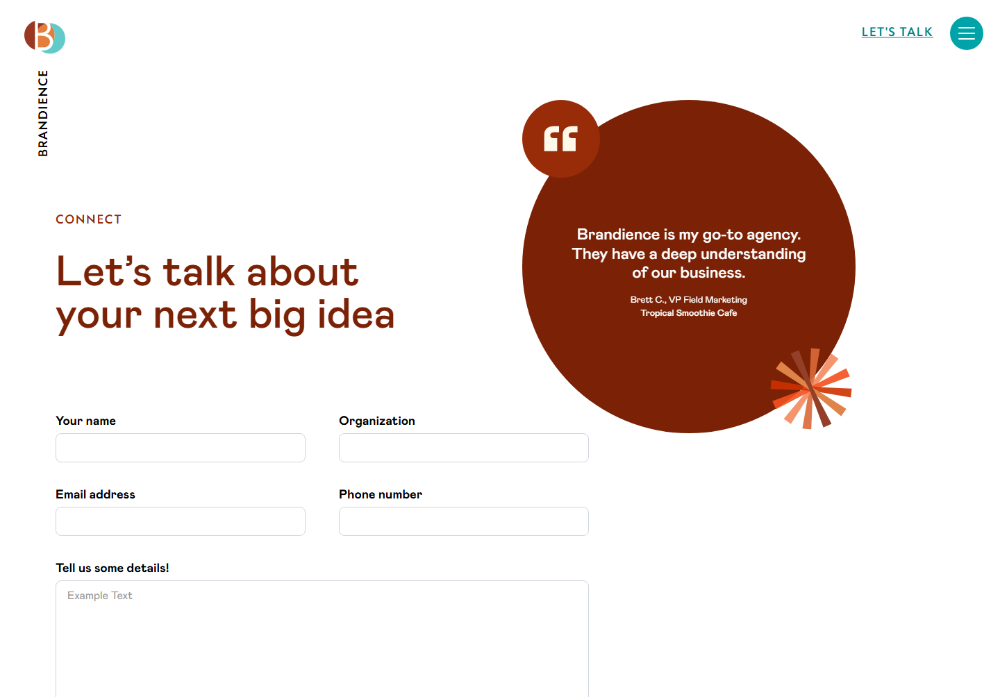 B
BRANDIENCE
LET'S TALK
CONNECT
Let’s talk about
your next big idea
“
Brandience is my go-to agency.
They have a deep understanding
of our business.
Brett C., VP Field Marketing
Tropical Smoothie Cafe
Your name
Organization
Email address
Phone number
Tell us some details!
Example Text